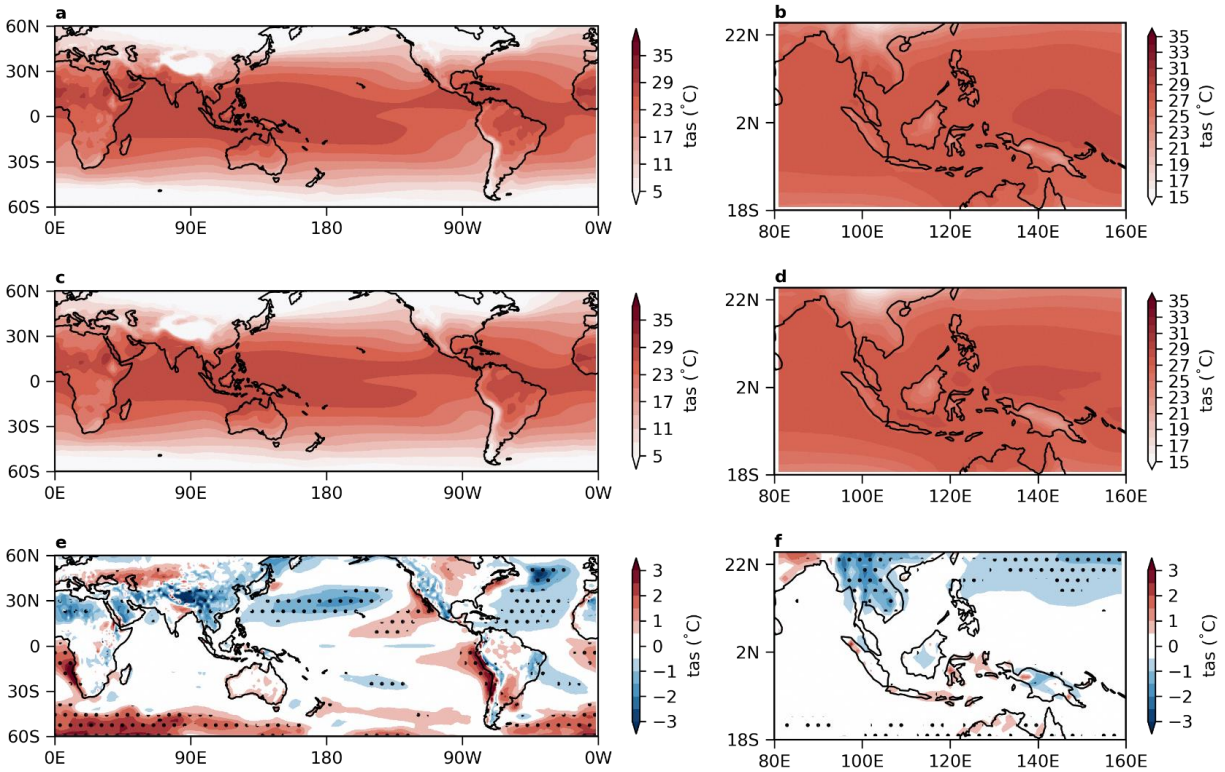 a
60N
30N
0
30S
60S
0E 90E 180 90W 0W
35
29
23
17
11
5
tas (˚C)
b
22N
2N
18S
80E 100E 120E 140E 160E
35
33
31
29
27
25
23
21
19
17
15
tas (˚C)
c
60N
30N
0
30S
60S
0E 90E 180 90W 0W
35
29
23
17
11
5
tas (˚C)
d
22N
2N
18S
80E 100E 120E 140E 160E
35
33
31
29
27
25
23
21
19
17
15
tas (˚C)
e
60N
30N
0
30S
60S
0E 90E 180 90W 0W
3
2
1
0
−1
−2
−3
tas (˚C)
f
22N
2N
18S
80E 100E 120E 140E 160E
3
2
1
0
−1
−2
−3
tas (˚C)